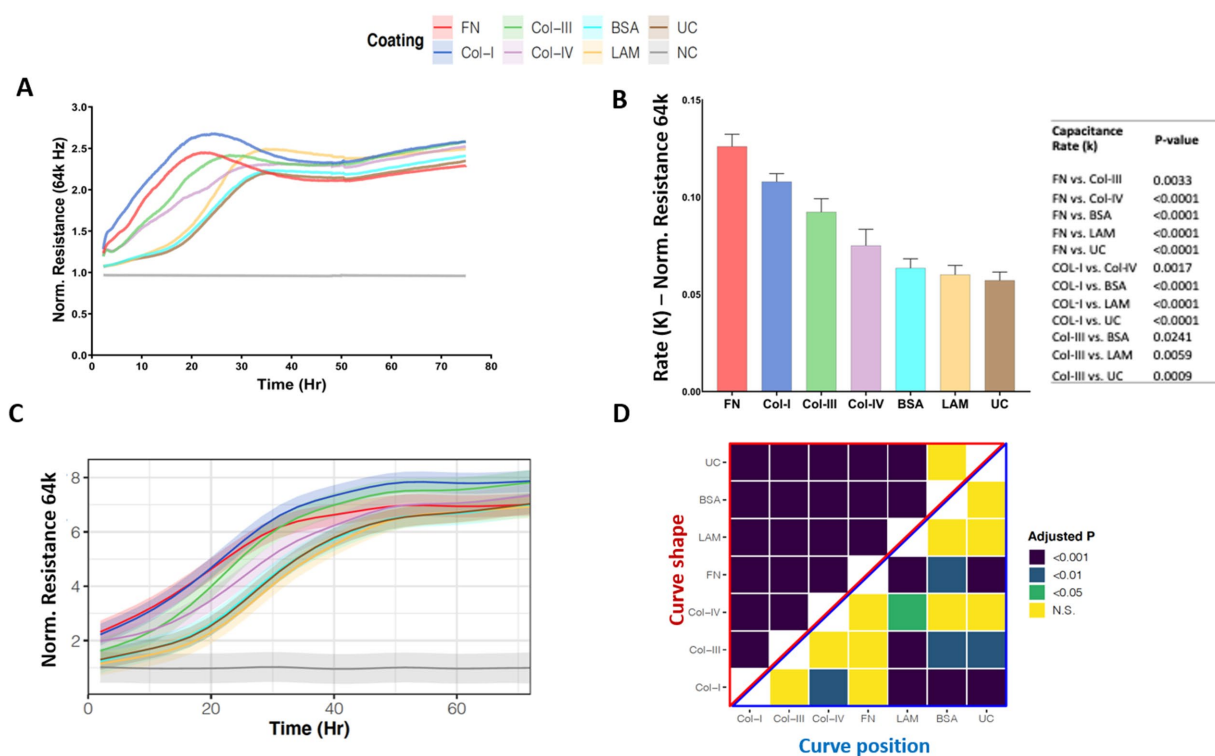 Coating
FN Col-III BSA UC
Col-I Col-IV LAM NC
A
Norm. Resistance (64k Hz)
3.0
2.5
2.0
1.5
1.0
0.5
0.0
0 10 20 30 40 50 60 70 80
Time (Hr)
B
Rate (K) – Norm. Resistance 64k
0.15
0.10
0.05
0.00
FN Col-I Col-III Col-IV BSA LAM UC
Capacitance
Rate (k) P-value
FN vs. Col-III 0.0033
FN vs. Col-IV <0.0001
FN vs. BSA <0.0001
FN vs. LAM <0.0001
FN vs. UC <0.0001
COL-I vs. Col-IV 0.0017
COL-I vs. BSA <0.0001
COL-I vs. LAM <0.0001
COL-I vs. UC <0.0001
Col-III vs. BSA 0.0241
Col-III vs. LAM 0.0059
Col-III vs. UC 0.0009
C
Norm. Resistance 64k
8
6
4
2
0 20 40 60
Time (Hr)
D
Curve shape
UC
BSA
LAM
FN
Col-IV
Col-III
Col-I
Col-I Col-III Col-IV FN LAM BSA UC
Curve position
Adjusted P
<0.001
<0.01
<0.05
N.S.